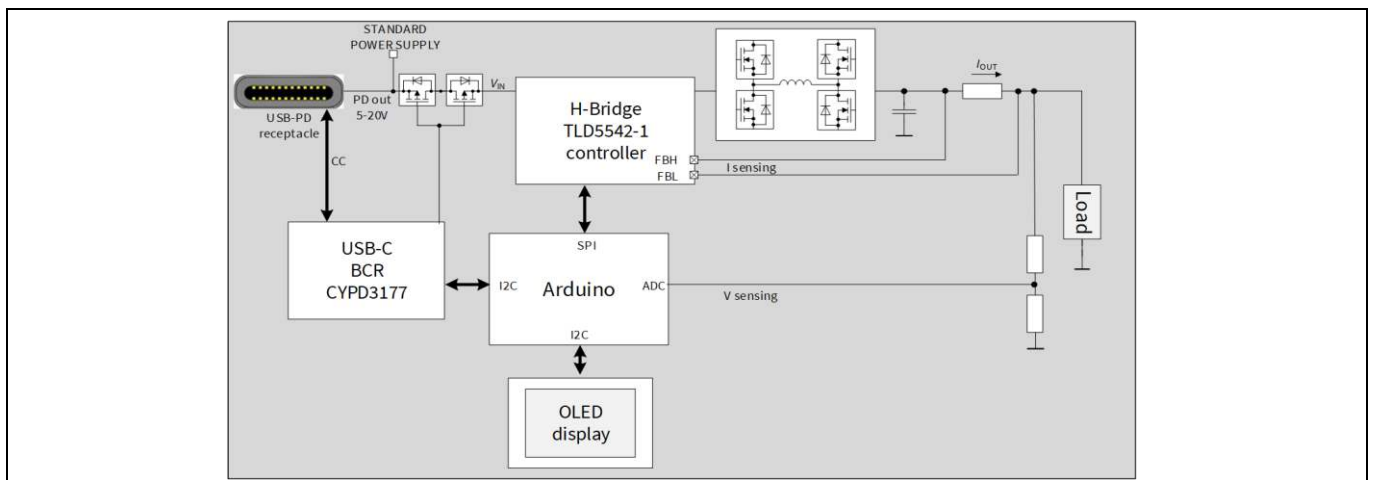 STANDARD
POWER SUPPLY
USB-PD
receptacle
PD out
5-20V
VIN
H-Bridge
TLD5542-1
controller
FBH
FBL
I sensing
IOUT
Load
CC
USB-C
BCR
CYPD3177
SPI
I2C
Arduino
ADC
I2C
V sensing
OLED
display